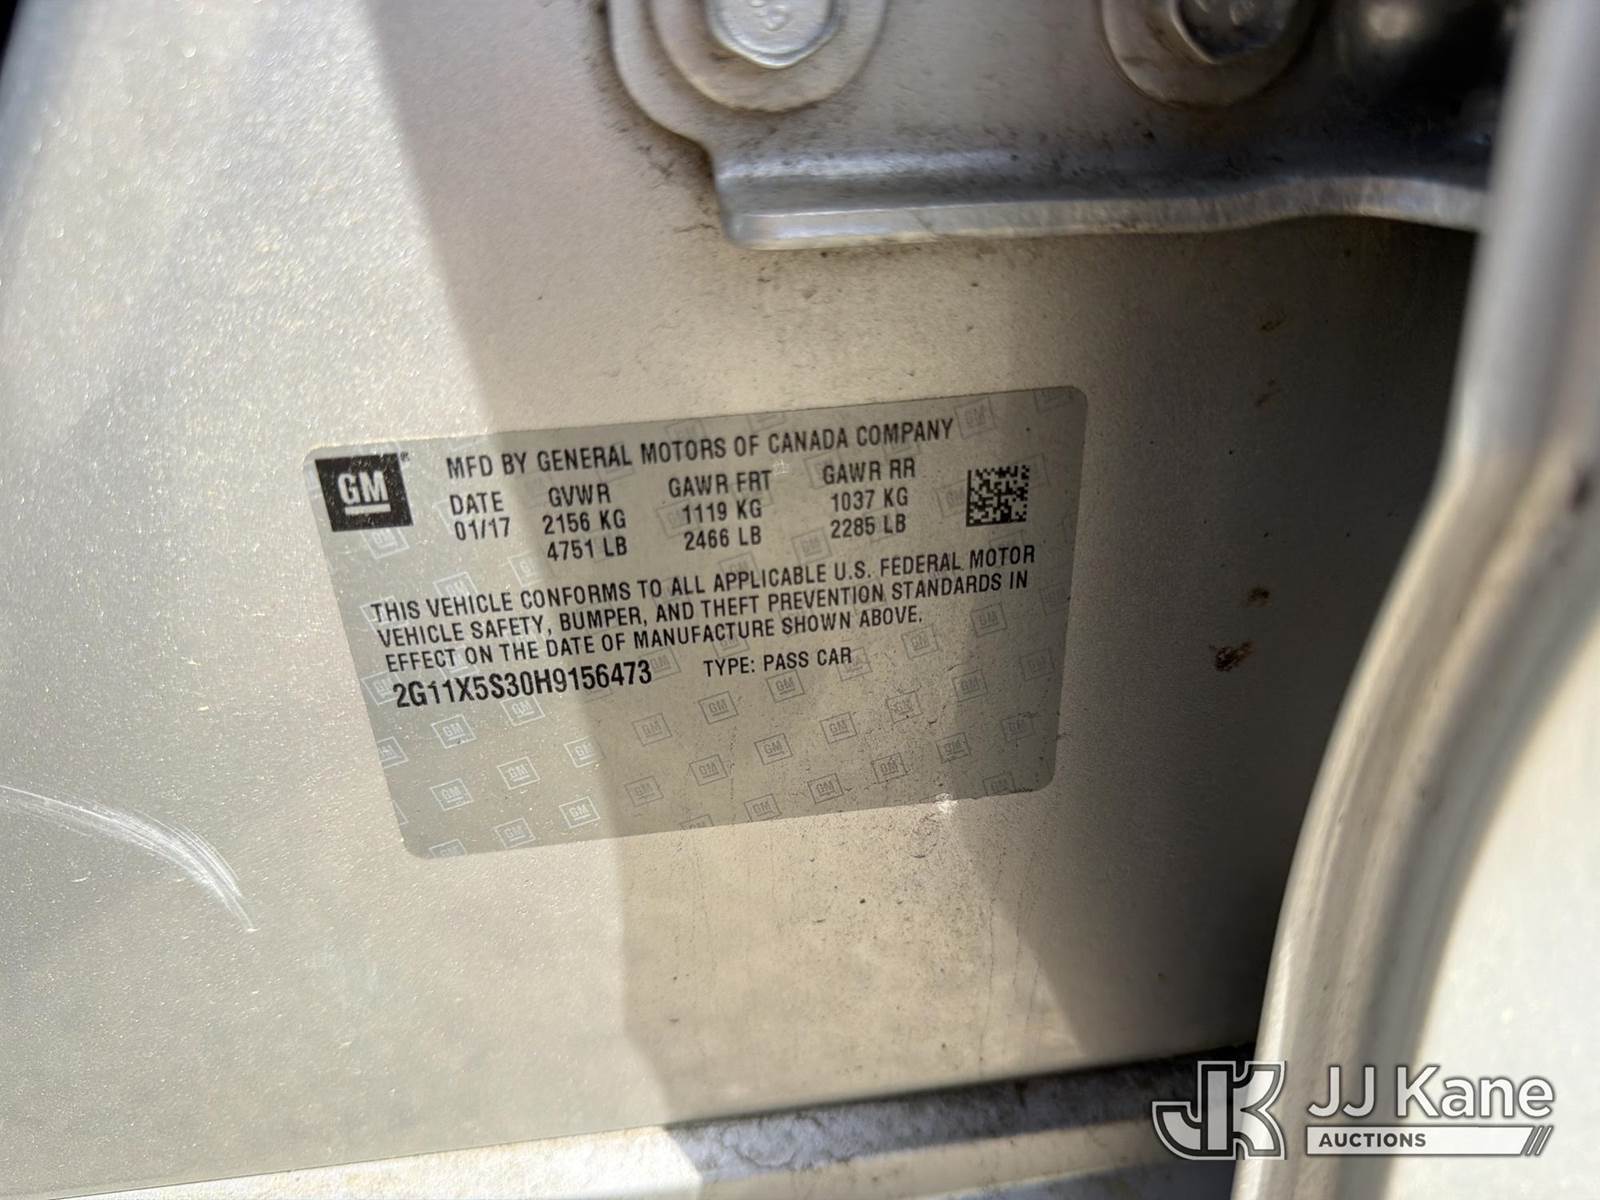 GM
MFD BY GENERAL MOTORS OF CANADA COMPANY
DATE GVWR GAWR FRT GAWR RR
01/17 2156 KG 1119 KG 1037 KG
4751 LB 2466 LB 2285 LB
THIS VEHICLE CONFORMS TO ALL APPLICABLE U.S. FEDERAL MOTOR
VEHICLE SAFETY, BUMPER, AND THEFT PREVENTION STANDARDS IN
EFFECT ON THE DATE OF MANUFACTURE SHOWN ABOVE.
2G11X5S30H9156473 TYPE: PASS CAR
JK JJ Kane
AUCTIONS